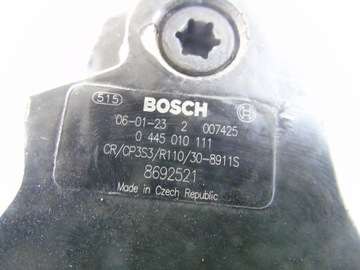 515 BOSCH
06-01-23 2 007425
0 445 010 111
CR/CP3S3/R110/30-8911S
8692521
Made in Czech Republic